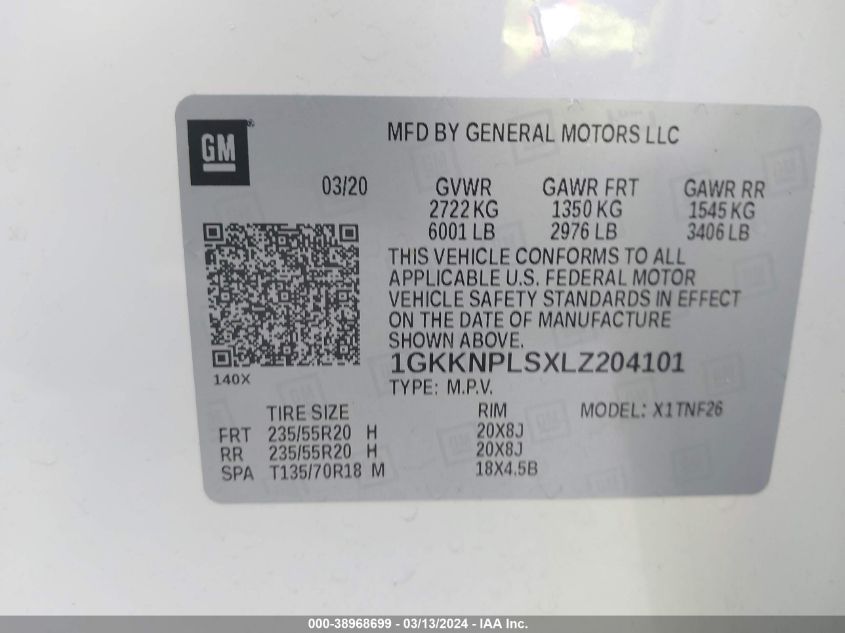 GM
MFD BY GENERAL MOTORS LLC
03/20 GVWR GAWR FRT GAWR RR
2722 KG 1350 KG 1545 KG
6001 LB 2976 LB 3406 LB
THIS VEHICLE CONFORMS TO ALL
APPLICABLE U.S. FEDERAL MOTOR
VEHICLE SAFETY STANDARDS IN EFFECT
ON THE DATE OF MANUFACTURE
SHOWN ABOVE.
1GKKNPLSXLZ204101
140X
TYPE: M.P.V.
TIRE SIZE RIM MODEL: X1TNF26
FRT 235/55R20 H 20X8J
RR 235/55R20 H 20X8J
SPA T135/70R18 M 18X4.5B
000-38968699 - 03/13/2024 - IAA Inc.